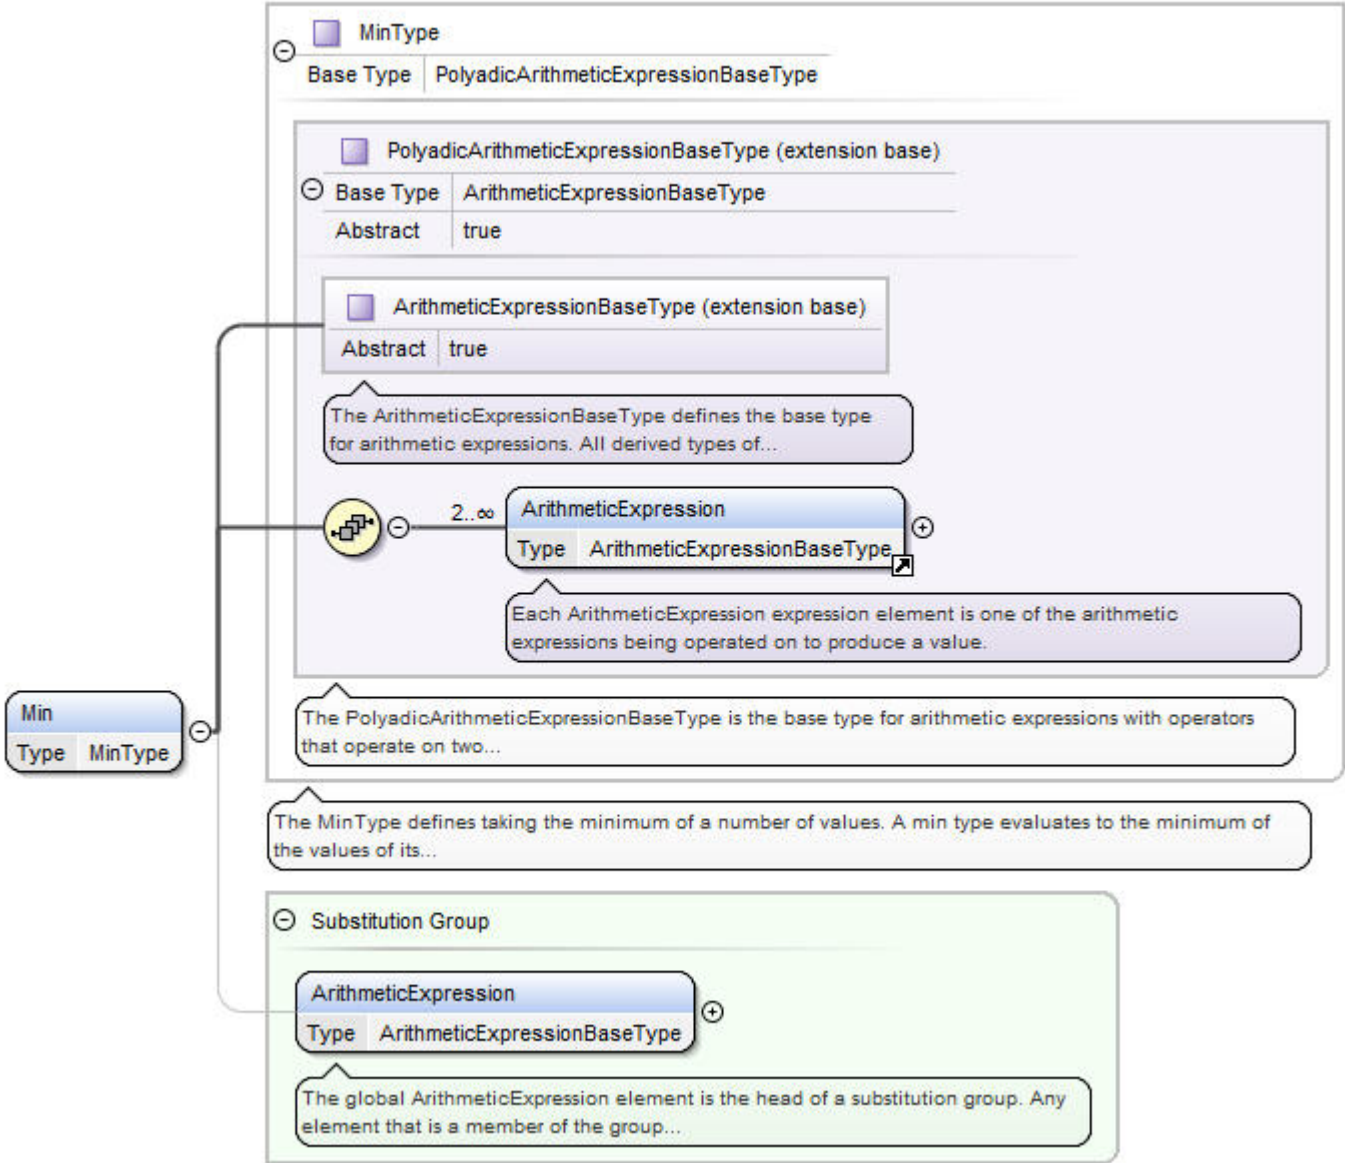 MinType
Base Type PolyadicArithmeticExpressionBaseType
PolyadicArithmeticExpressionBaseType (extension base)
Base Type ArithmeticExpressionBaseType
Abstract true
ArithmeticExpressionBaseType (extension base)
Abstract true
The ArithmeticExpressionBaseType defines the base type
for arithmetic expressions. All derived types of...
2..∞ ArithmeticExpression
Type ArithmeticExpressionBaseType
Each ArithmeticExpression expression element is one of the arithmetic
expressions being operated on to produce a value.
Min
Type MinType
The PolyadicArithmeticExpressionBaseType is the base type for arithmetic expressions with operators
that operate on two...
The MinType defines taking the minimum of a number of values. A min type evaluates to the minimum of
the values of its...
Substitution Group
ArithmeticExpression
Type ArithmeticExpressionBaseType
The global ArithmeticExpression element is the head of a substitution group. Any
element that is a member of the group...